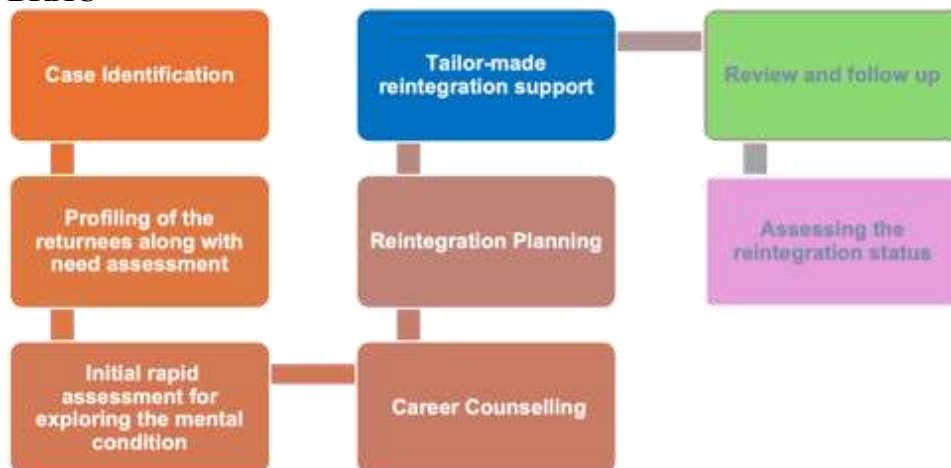 Case Identification
Profiling of the
returnees along with
need assessment
Initial rapid
assessment for
exploring the mental
condition
Career Counselling
Reintegration Planning
Tailor-made
reintegration support
Review and follow up
Assessing the
reintegration status